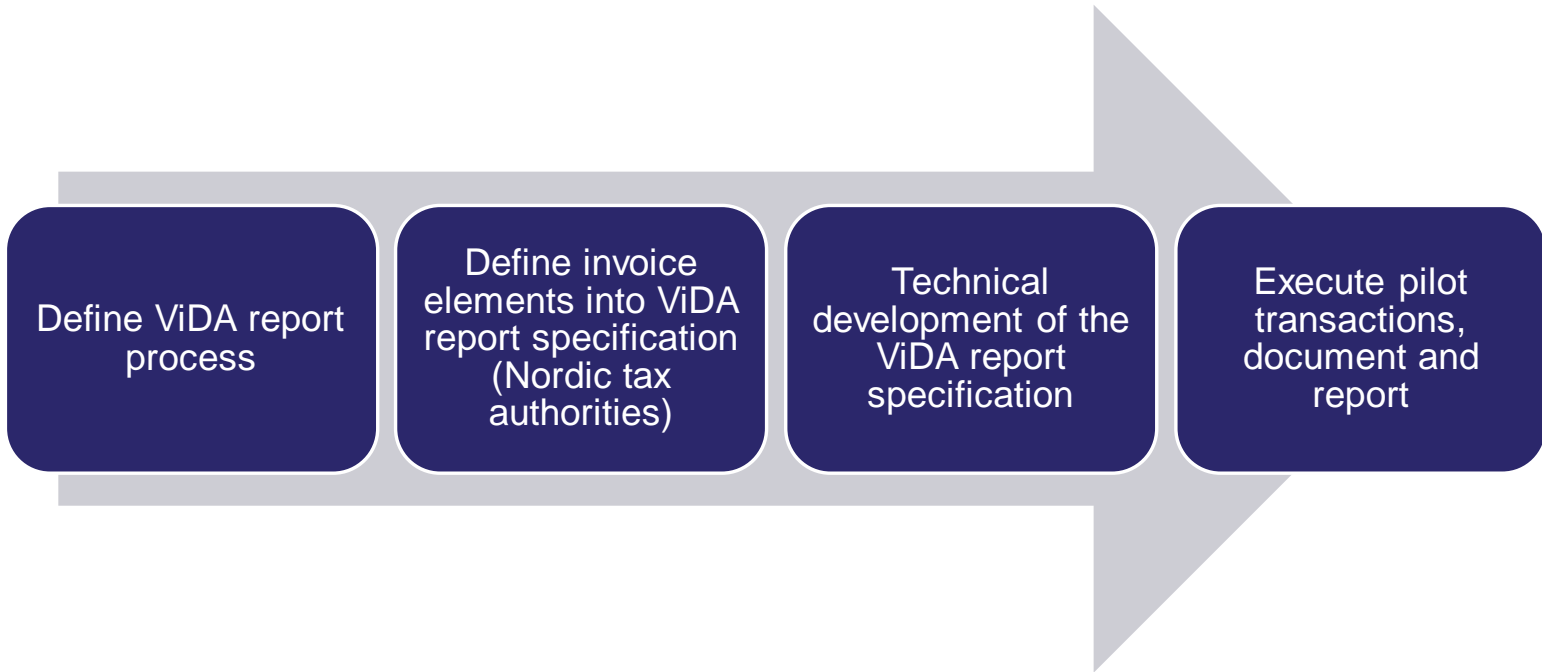 Define ViDA report
process
Define invoice
elements into ViDA
report specification
(Nordic tax
authorities)
Technical
development of the
ViDA report
specification
Execute pilot
transactions,
document and
report